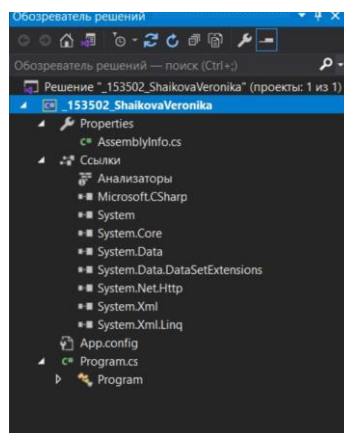 Обозреватель решений
Обозреватель решений — поиск (Ctrl+;)
Решение "_153502_ShaikovaVeronika" (проекты: 1 из 1)
C# _153502_ShaikovaVeronika
Properties
C# AssemblyInfo.cs
Ссылки
Анализаторы
Microsoft.CSharp
System
System.Core
System.Data
System.Data.DataSetExtensions
System.Net.Http
System.Xml
System.Xml.Linq
App.config
C# Program.cs
Program